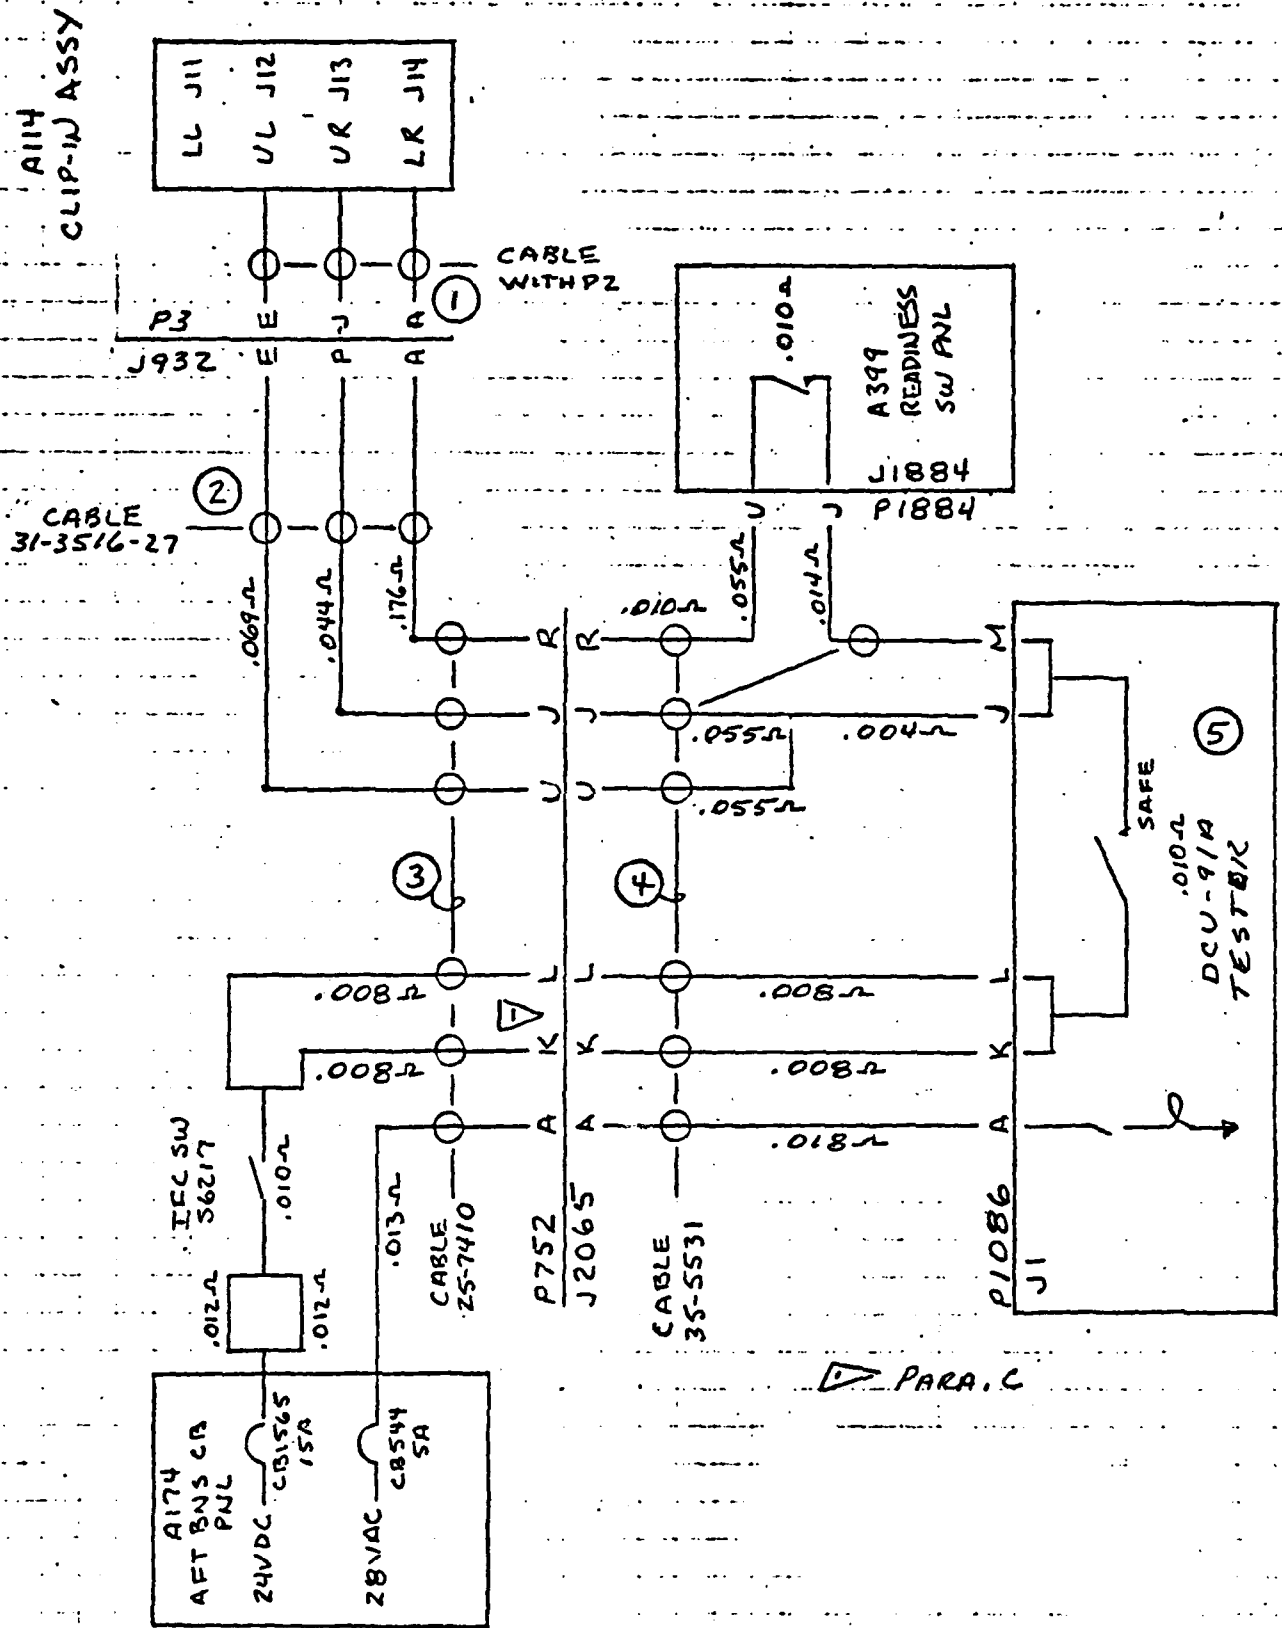 A114
CLIP-IN ASSY
LL J11
UL J12
UR J13
LR J14
CABLE
WITH P2
1
P3
E
P-J
A
J932
E
P
A
2
CABLE
31-3516-27
.069Ω
.044Ω
.176Ω
.010Ω
A399
READINESS
SW PNL
J1884
P1884
U
J
.055Ω
.014Ω
.010Ω
R
R
M
J
J
J
.055Ω
.004Ω
U
U
.055Ω
SAFE
5
.010Ω
DCU-9/A
TESTER
3
4
L
L
L
.008Ω
.008Ω
1
K
K
K
.008Ω
.008Ω
A
A
A
.018Ω
IFC SW
S6217
.010Ω
.013Ω
.012Ω
.012Ω
CABLE
25-7410
P752
J2065
CABLE
35-5531
P1086
J1
A174
AFT BNS CB
PNL
24VDC
CB1565
15A
28VAC
CB544
5A
1 PARA. C